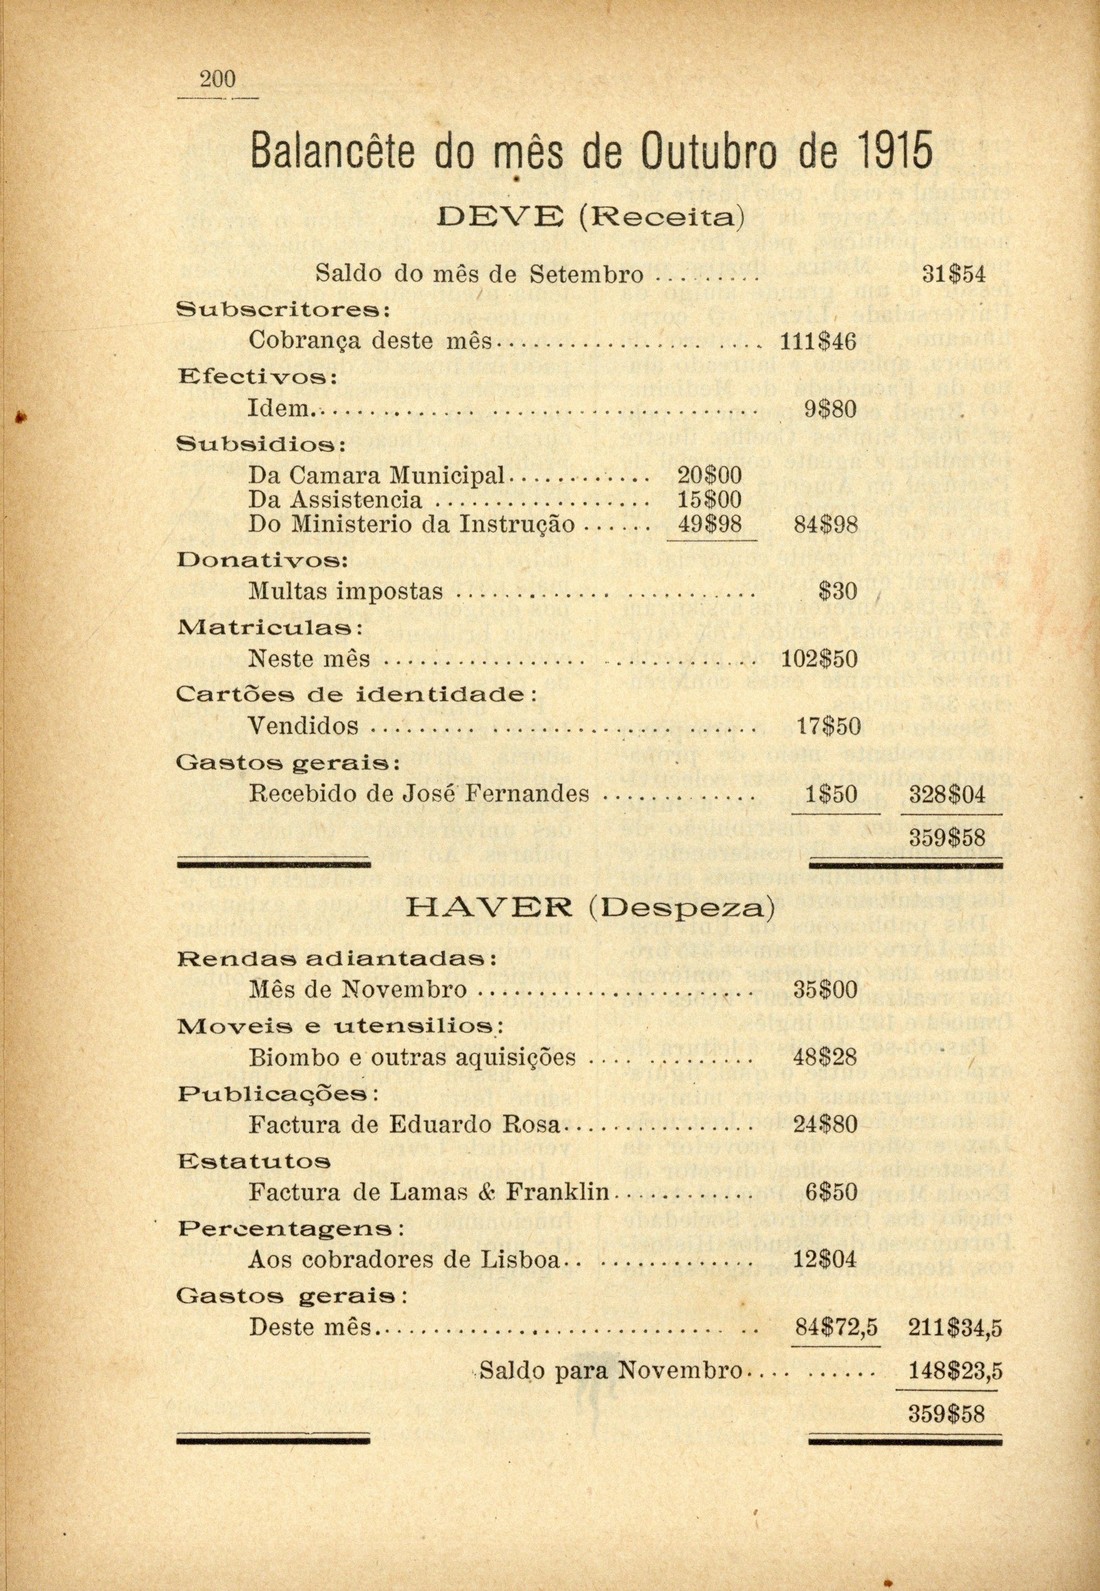 200
Balancête do mês de Outubro de 1915
DEVE (Receita)
Saldo do mês de Setembro ......... 31$54
Subscritores:
Cobrança deste mês..................... 111$46
Efectivos:
Idem................................... 9$80
Subsidios:
Da Camara Municipal............ 20$00
Da Assistencia .................. 15$00
Do Ministerio da Instrução ...... 49$98 84$98
Donativos:
Multas impostas ........................ $30
Matriculas:
Neste mês .............................. 102$50
Cartões de identidade:
Vendidos ............................... 17$50
Gastos gerais:
Recebido de José Fernandes ............ 1$50 328$04
359$58
HAVER (Despeza)
Rendas adiantadas:
Mês de Novembro ...................... 35$00
Moveis e utensilios:
Biombo e outras aquisições ............ 48$28
Publicações:
Factura de Eduardo Rosa............... 24$80
Estatutos
Factura de Lamas & Franklin............ 6$50
Percentagens:
Aos cobradores de Lisboa............... 12$04
Gastos gerais:
Deste mês.............................. 84$72,5 211$34,5
Saldo para Novembro.......... 148$23,5
359$58